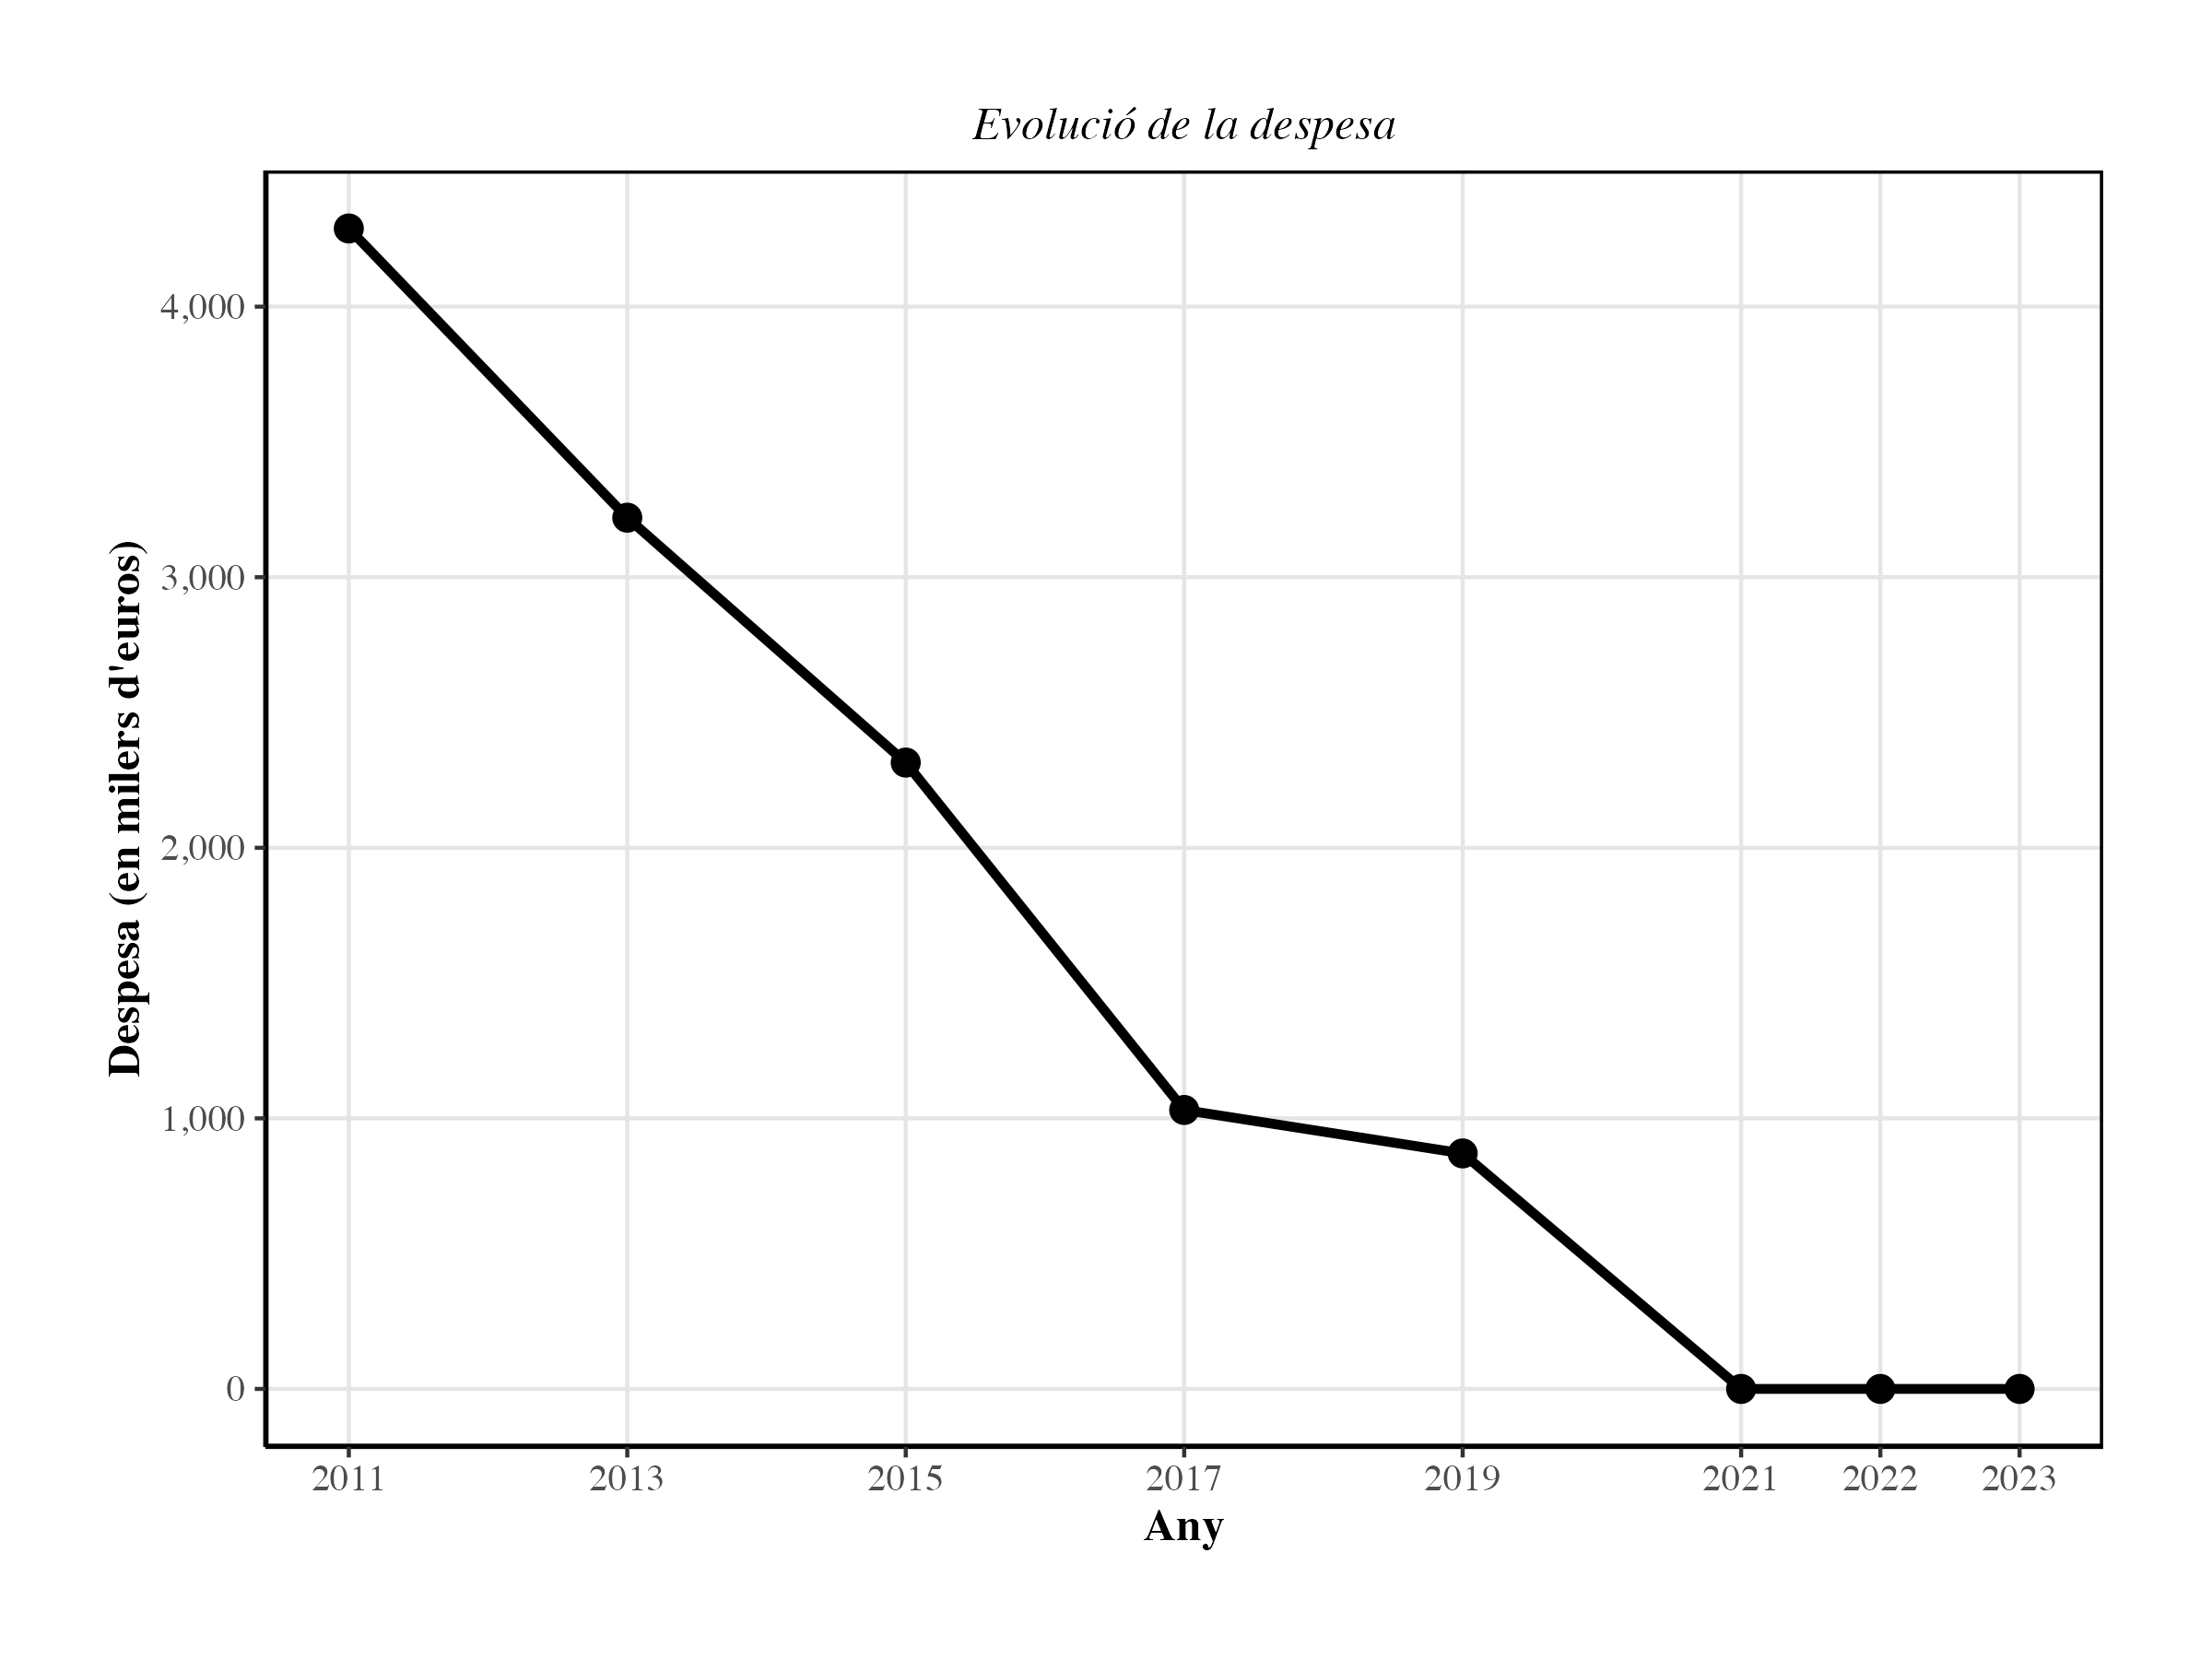 Evolució de la despesa
Despesa (en milers d'euros)
4,000
3,000
2,000
1,000
0
2011 2013 2015 2017 2019 2021 2022 2023
Any